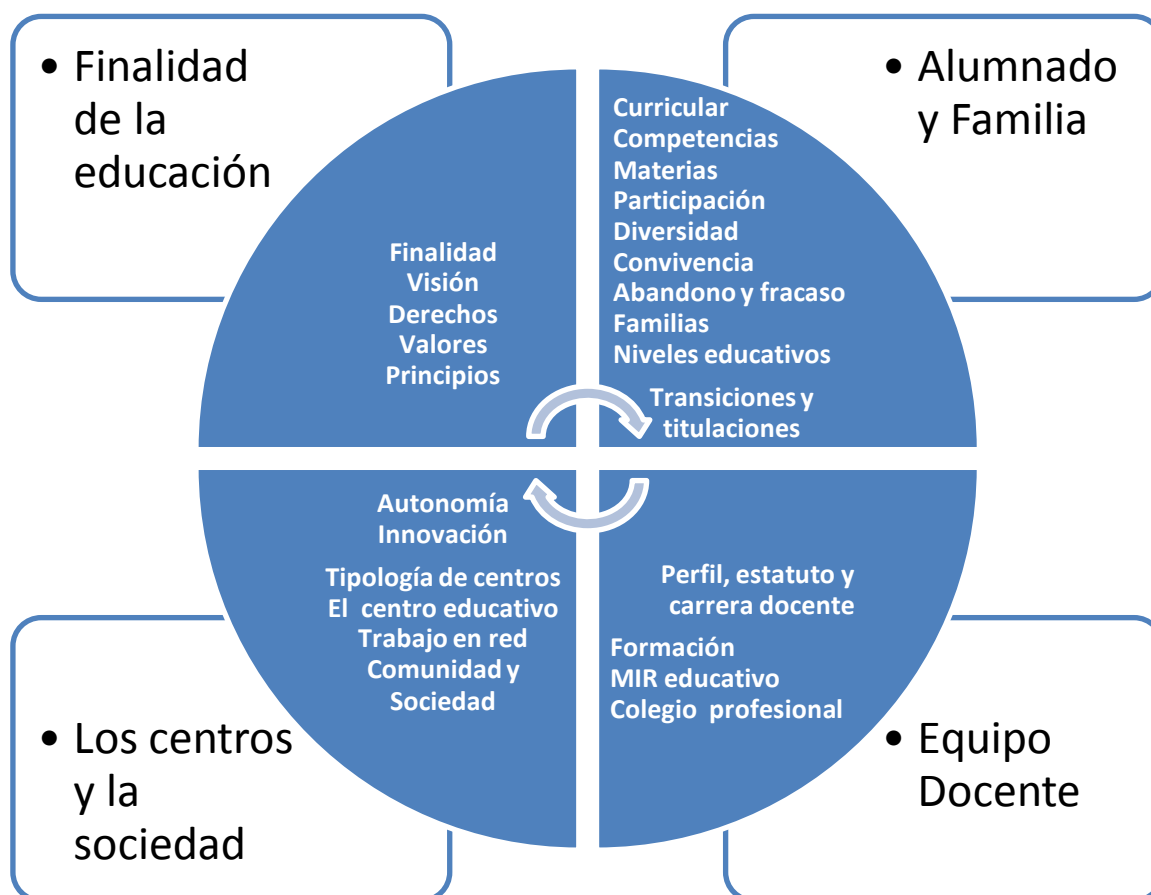 • Finalidad
de la
educación
• Alumnado
y Familia
Finalidad
Visión
Derechos
Valores
Principios
Curricular
Competencias
Materias
Participación
Diversidad
Convivencia
Abandono y fracaso
Familias
Niveles educativos
Transiciones y
titulaciones
Autonomía
Innovación
Tipología de centros
El centro educativo
Trabajo en red
Comunidad y
Sociedad
Perfil, estatuto y
carrera docente
Formación
MIR educativo
Colegio profesional
• Los centros
y la
sociedad
• Equipo
Docente